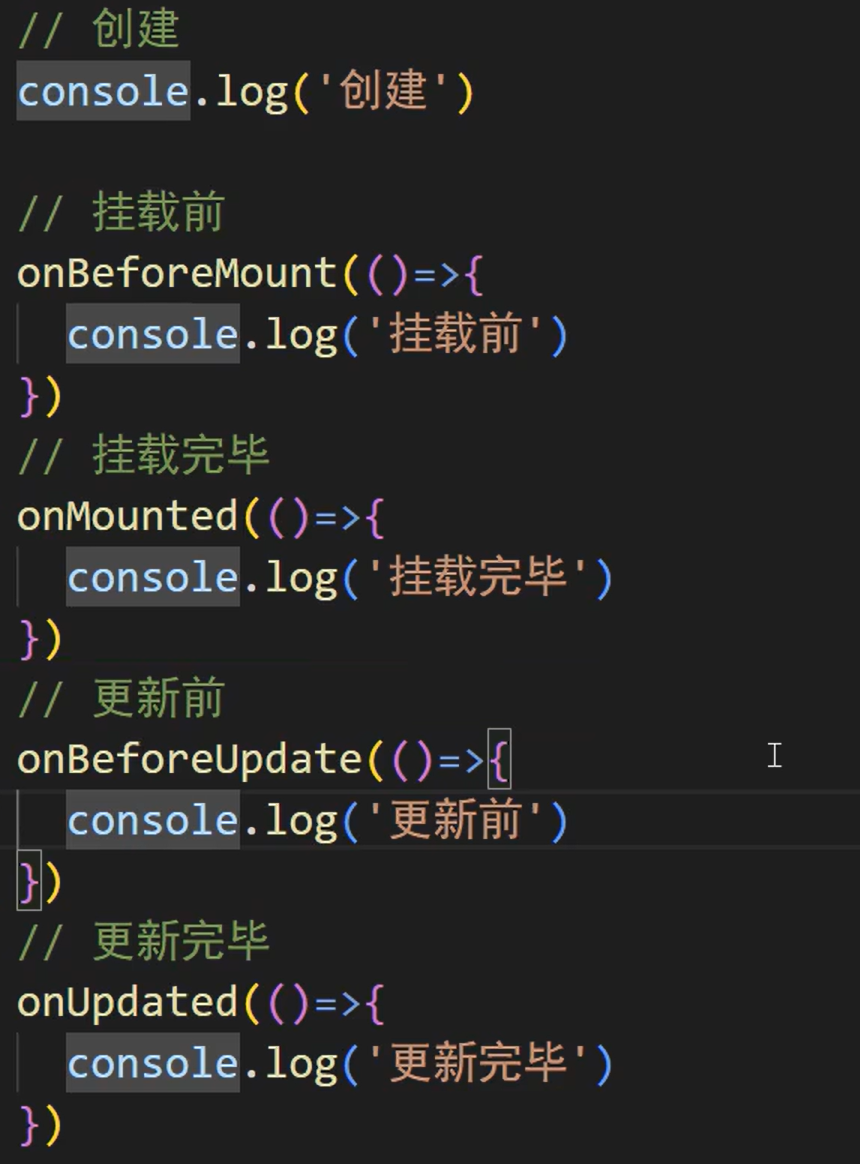 // 创建
console.log('创建')
// 挂载前
onBeforeMount(()=>{
  console.log('挂载前')
})
// 挂载完毕
onMounted(()=>{
  console.log('挂载完毕')
})
// 更新前
onBeforeUpdate(()=>{
  console.log('更新前')
})
// 更新完毕
onUpdated(()=>{
  console.log('更新完毕')
})